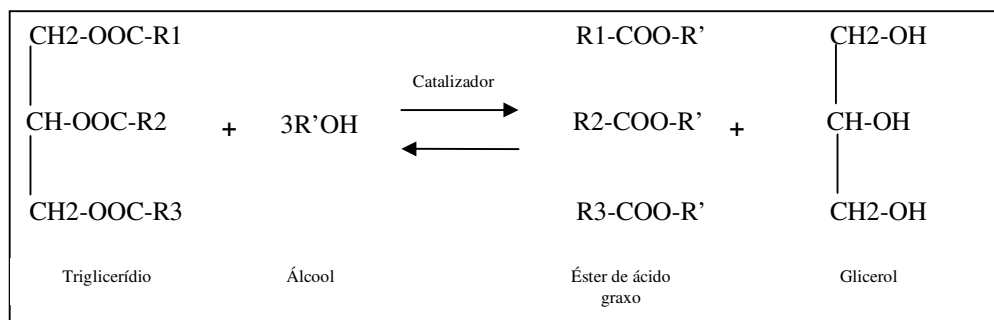 CH2-OOC-R1 R1-COO-R’ CH2-OH
Catalizador
CH-OOC-R2 + 3R’OH R2-COO-R’ + CH-OH
CH2-OOC-R3 R3-COO-R’ CH2-OH
Triglicerídio Álcool Éster de ácido Glicerol
graxo